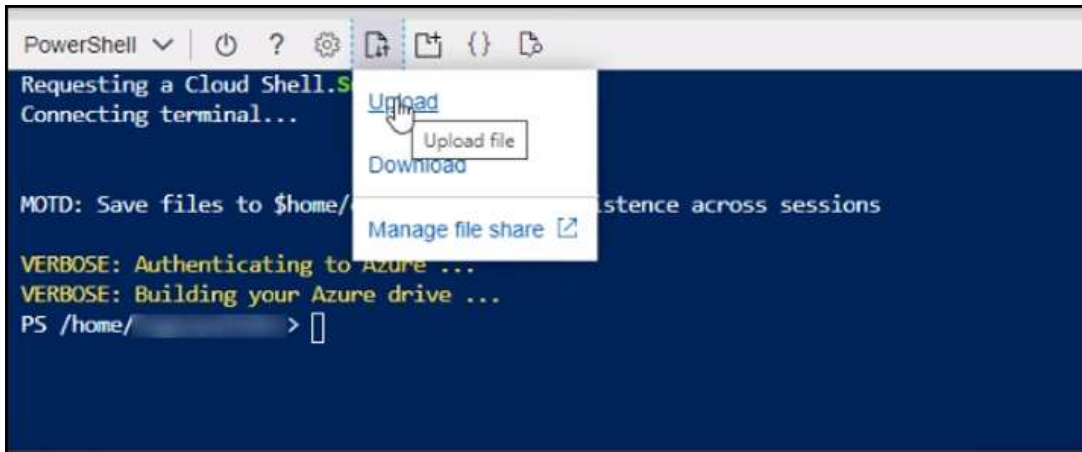 PowerShell
Requesting a Cloud Shell.S
Upload
Connecting terminal...
Upload file
Download
MOTD: Save files to $home/ stence across sessions
Manage file share
VERBOSE: Authenticating to Azure ...
VERBOSE: Building your Azure drive ...
PS /home/ >